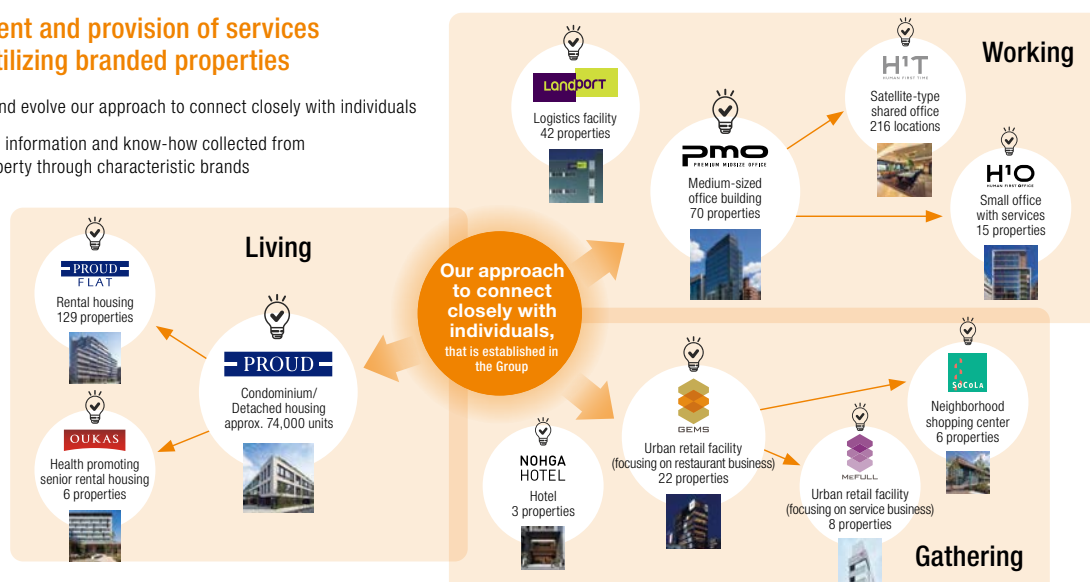 ent and provision of services
tilizing branded properties
nd evolve our approach to connect closely with individuals
information and know-how collected from
perty through characteristic brands
Working
Landport
Logistics facility
42 properties
PMO
PREMIUM MIDSIZE OFFICE
Medium-sized
office building
70 properties
H¹T
HUMAN FIRST TIME
Satellite-type
shared office
216 locations
H¹O
HUMAN FIRST OFFICE
Small office
with services
15 properties
Living
PROUD
FLAT
Rental housing
129 properties
PROUD
Condominium/
Detached housing
approx. 74,000 units
OUKAS
Health promoting
senior rental housing
6 properties
Our approach
to connect
closely with
individuals,
that is established in
the Group
NOHGA
HOTEL
Hotel
3 properties
GEMS
Urban retail facility
(focusing on restaurant business)
22 properties
MEFULL
Urban retail facility
(focusing on service business)
8 properties
SOCOLA
Neighborhood
shopping center
6 properties
Gathering